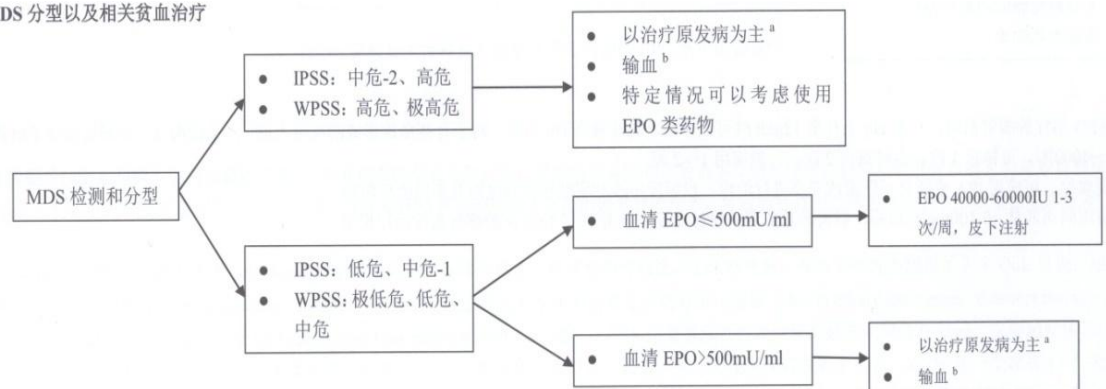 DS 分型以及相关贫血治疗
● 以治疗原发病为主 a
● 输血 b
● 特定情况可以考虑使用
EPO 类药物
● IPSS：中危-2、高危
● WPSS：高危、极高危
MDS 检测和分型
● IPSS：低危、中危-1
● WPSS：极低危、低危、
中危
● 血清 EPO≤500mU/ml
● EPO 40000-60000IU 1-3
次/周，皮下注射
● 血清 EPO>500mU/ml
● 以治疗原发病为主 a
● 输血 b